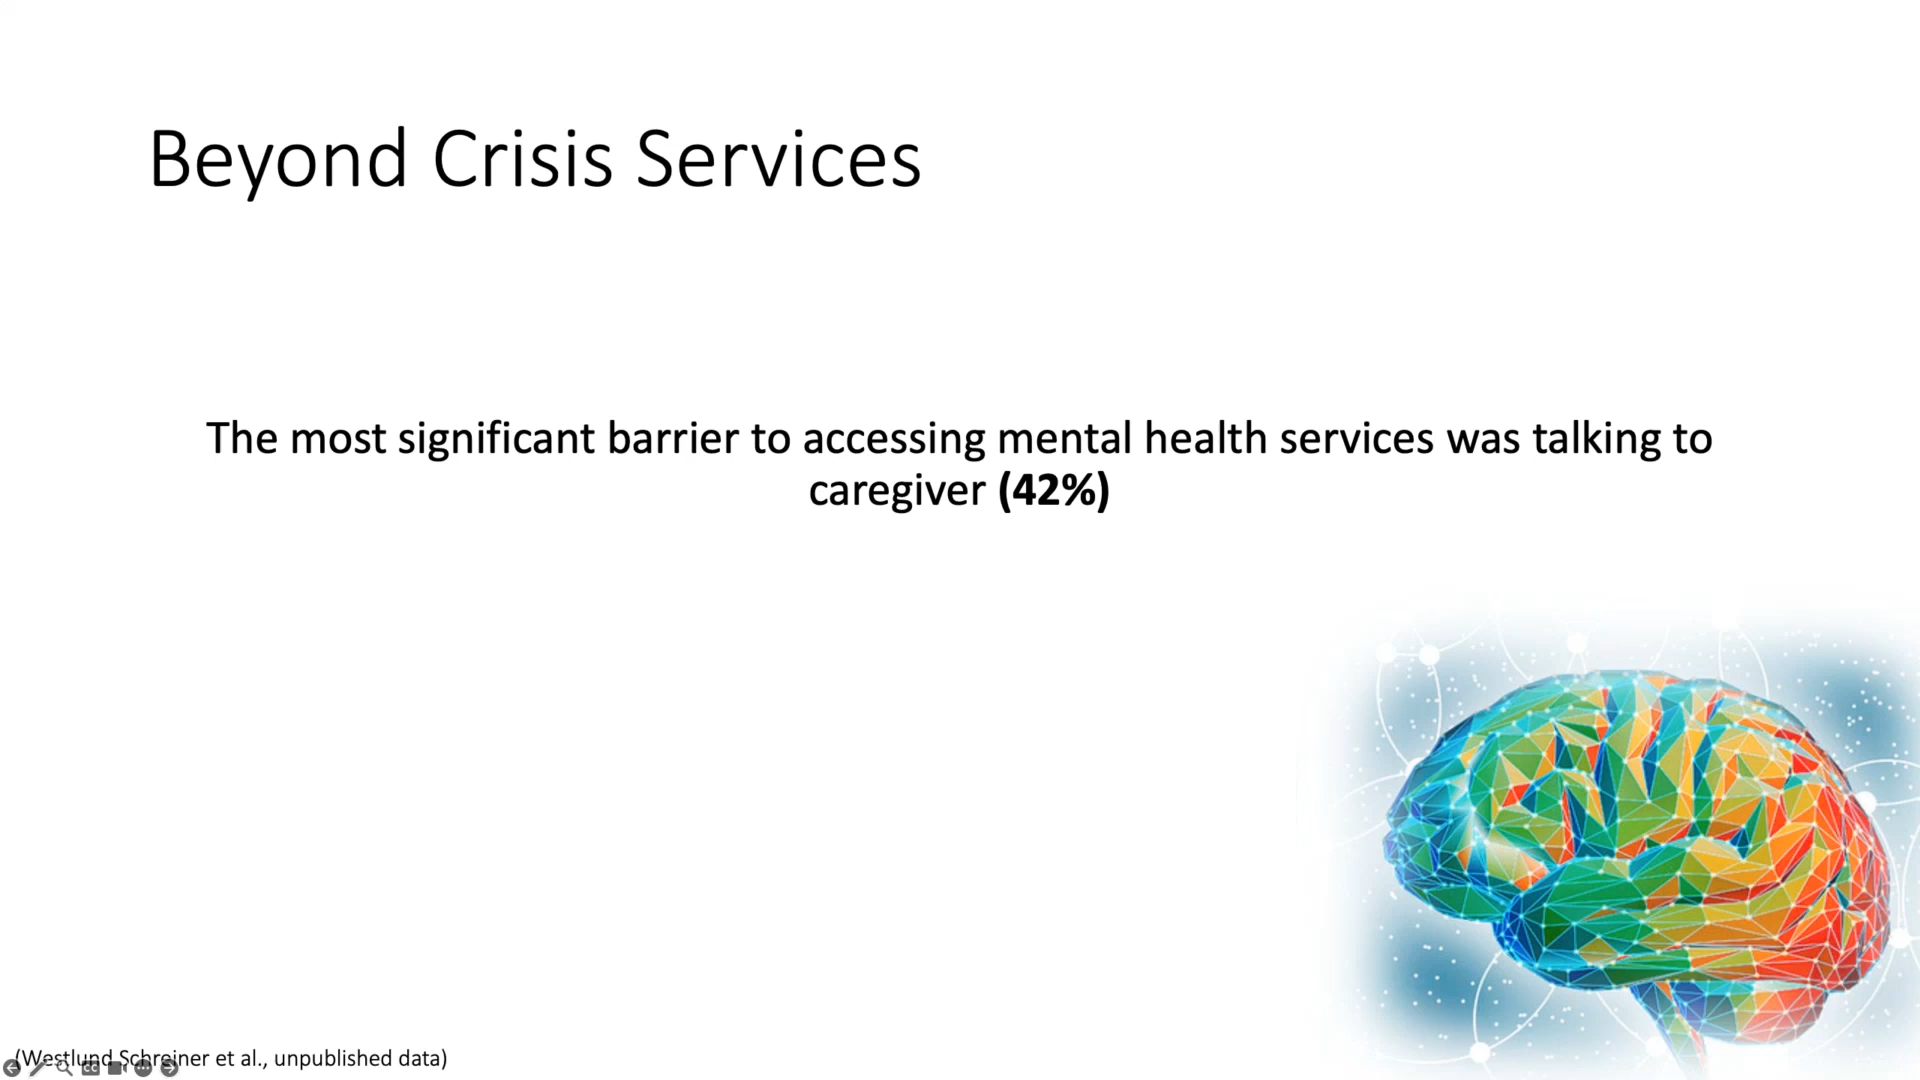 Beyond Crisis Services
The most significant barrier to accessing mental health services was talking to
caregiver (42%)
(Westlund Schreiner et al., unpublished data)
CC